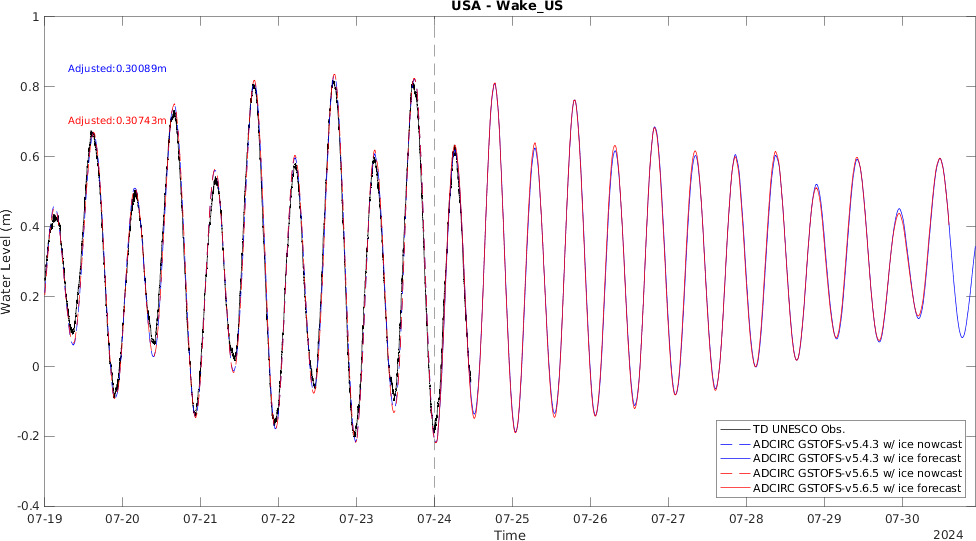 USA - Wake_US
Adjusted:0.30089m
Adjusted:0.30743m
Water Level (m)
1
0.8
0.6
0.4
0.2
0
-0.2
-0.4
07-19 07-20 07-21 07-22 07-23 07-24 07-25 07-26 07-27 07-28 07-29 07-30
Time
2024
TD UNESCO Obs.
ADCIRC GSTOFS-v5.4.3 w/ ice nowcast
ADCIRC GSTOFS-v5.4.3 w/ ice forecast
ADCIRC GSTOFS-v5.6.5 w/ ice nowcast
ADCIRC GSTOFS-v5.6.5 w/ ice forecast